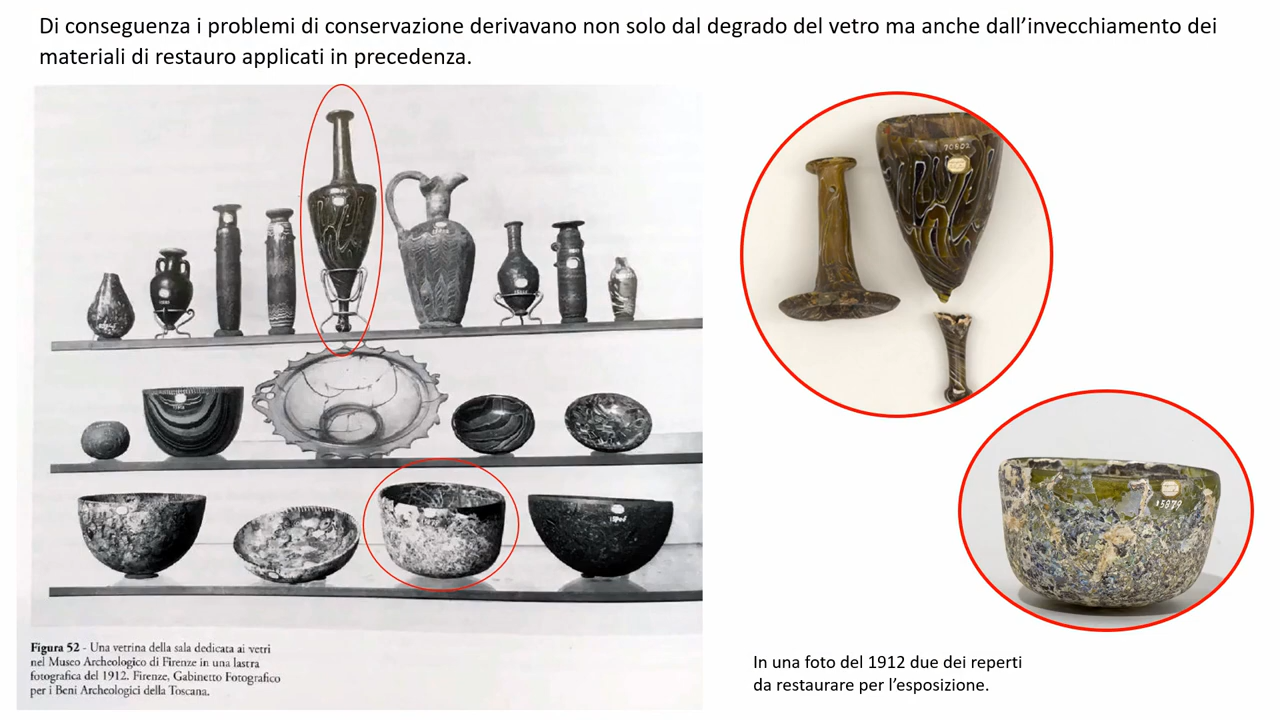 Di conseguenza i problemi di conservazione derivavano non solo dal degrado del vetro ma anche dall’invecchiamento dei
materiali di restauro applicati in precedenza.
70802
15879
Figura 52 - Una vetrina della sala dedicata ai vetri
nel Museo Archeologico di Firenze in una lastra
fotografica del 1912. Firenze, Gabinetto Fotografico
per i Beni Archeologici della Toscana.
In una foto del 1912 due dei reperti
da restaurare per l’esposizione.